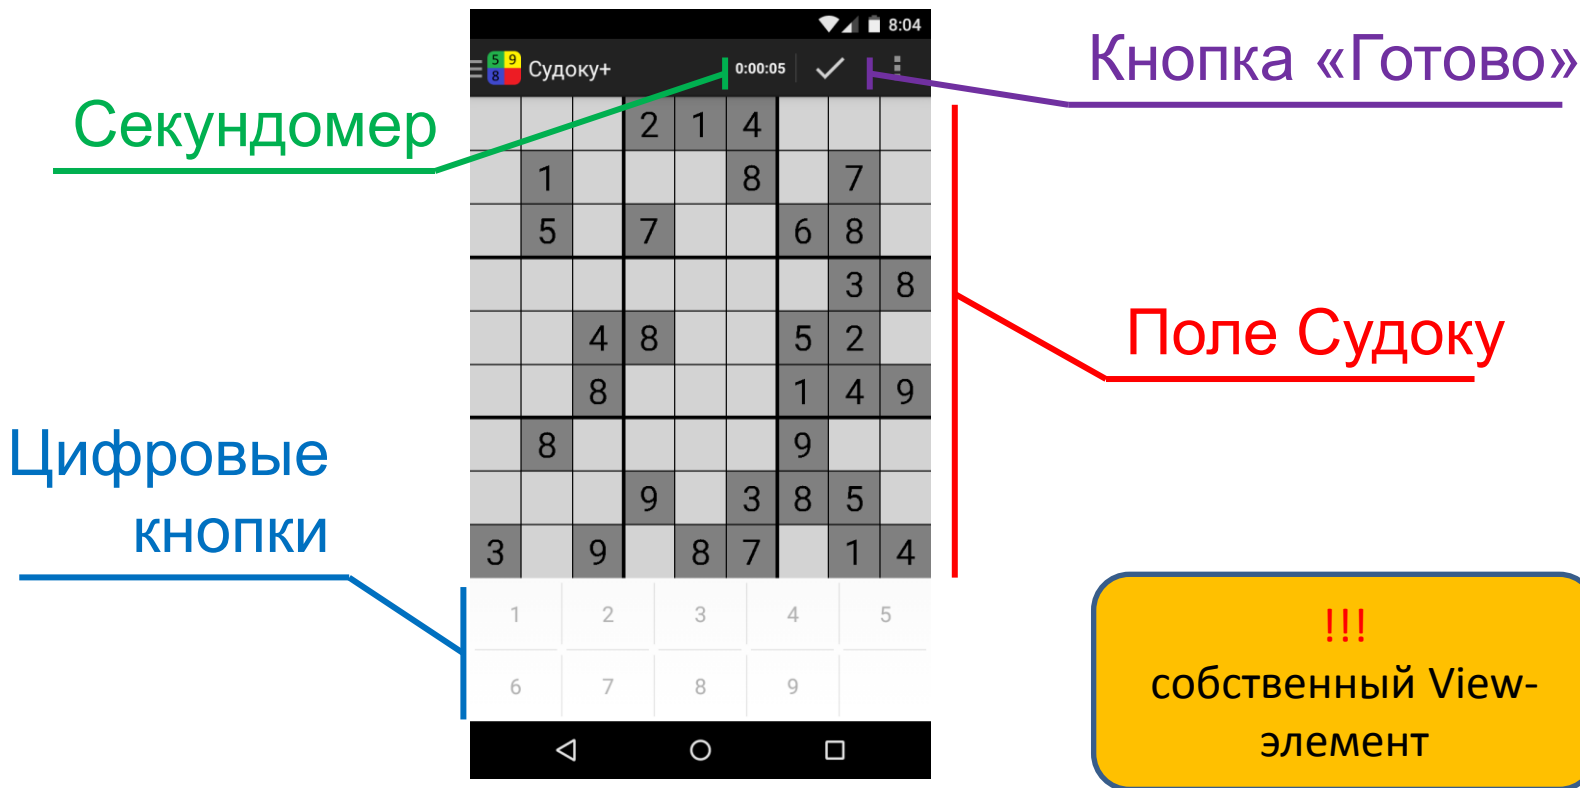 8:04
5 9
8
Судоку+ 0:00:05
Кнопка «Готово»
Секундомер
2 1 4
1 8 7
5 7 6 8
3 8
4 8 5 2
8 1 4 9
8 9
9 3 8 5
3 9 8 7 1 4
Поле Судоку
Цифровые
кнопки
1 2 3 4 5
6 7 8 9
!!!
собственный View-
элемент